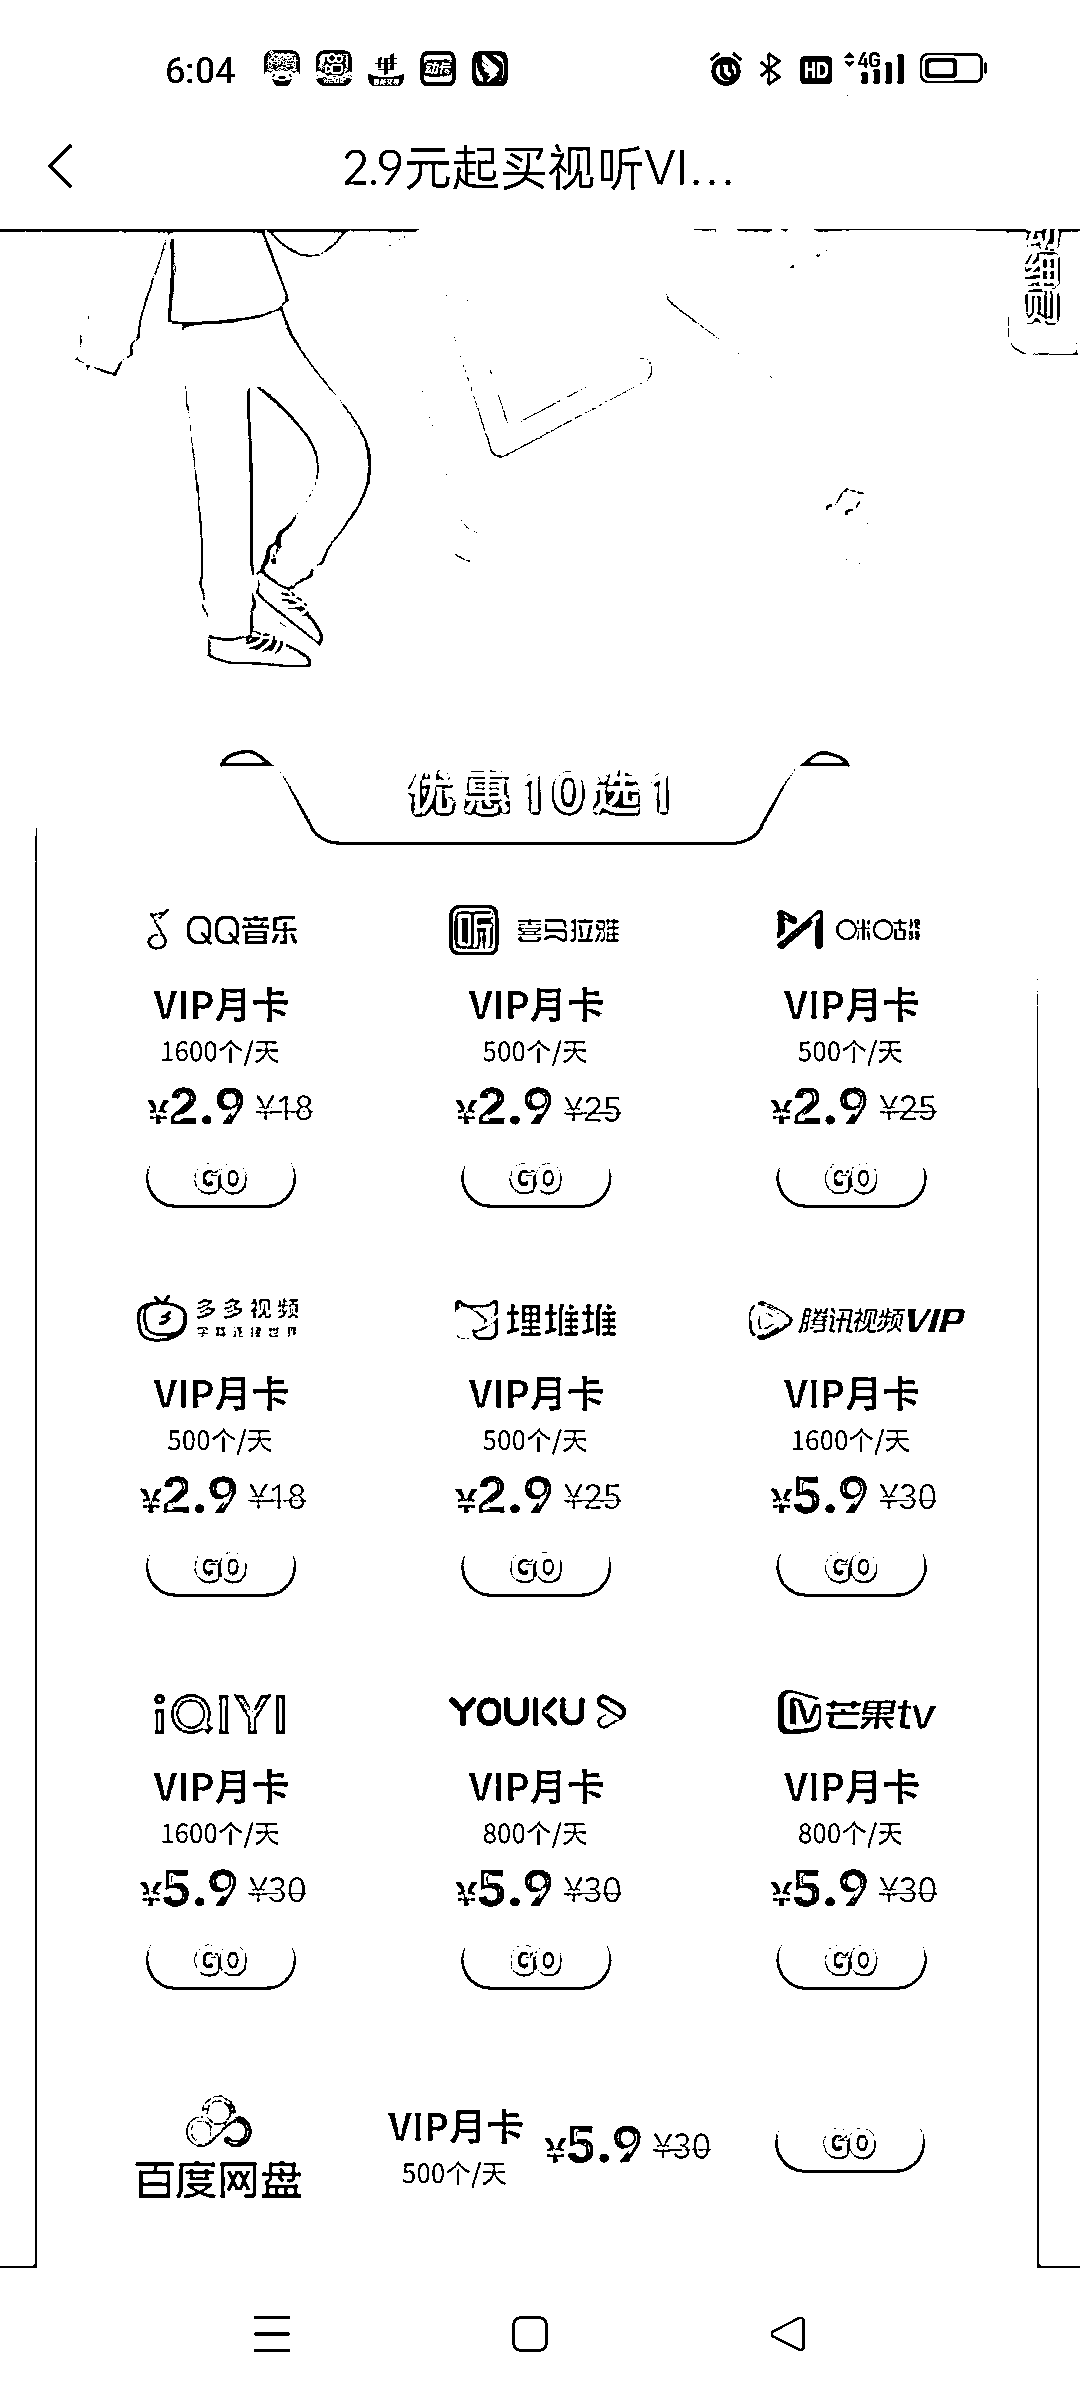 6:04 HD 4G
2.9元起买视听VI...
细则
优惠10选1
QQ音乐 听 喜马拉雅 咪咕
VIP月卡 VIP月卡 VIP月卡
1600个/天 500个/天 500个/天
¥2.9 ¥18 ¥2.9 ¥25 ¥2.9 ¥25
GO GO GO
多多视频 埋堆堆 腾讯视频VIP
VIP月卡 VIP月卡 VIP月卡
500个/天 500个/天 1600个/天
¥2.9 ¥18 ¥2.9 ¥25 ¥5.9 ¥30
GO GO GO
iQIYI YOUKU 芒果tv
VIP月卡 VIP月卡 VIP月卡
1600个/天 800个/天 800个/天
¥5.9 ¥30 ¥5.9 ¥30 ¥5.9 ¥30
GO GO GO
百度网盘
VIP月卡 ¥5.9 ¥30 GO
500个/天